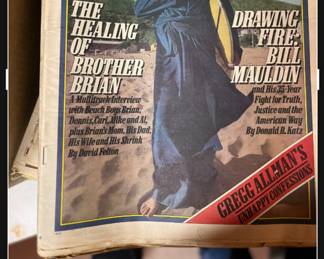 THE
HEALING
OF
BROTHER
BRIAN
A Multitrack Interview
with Beach Boys Brian,
Dennis, Carl, Mike and Al,
plus Brian's Mom, His Dad,
His Wife and His Shrink
By David Felton
DRAWING
FIRE:
BILL
MAULDIN
and His 35-Year
Fight for Truth,
Justice and the
American Way
By Donald R. Katz
GREGG ALLMAN'S
UNHAPPY CONFESSIONS